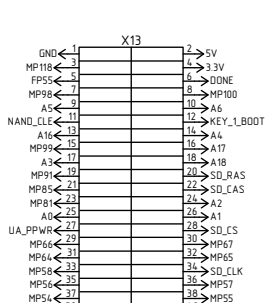 X13
GND 1 2 5V
MP118 3 4 3.3V
FP55 5 6 DONE
MP98 7 8 MP100
A5 9 10 A6
NAND_CLE 11 12 KEY_1_BOOT
A16 13 14 A4
MP99 15 16 A17
A3 17 18 A18
MP91 19 20 SD_RAS
MP85 21 22 SD_CAS
MP81 23 24 A2
A0 25 26 A1
UA_PPWR 27 28 SD_CS
MP66 29 30 MP67
MP64 31 32 MP65
MP58 33 34 SD_CLK
MP56 35 36 MP57
MP54 37 38 MP55